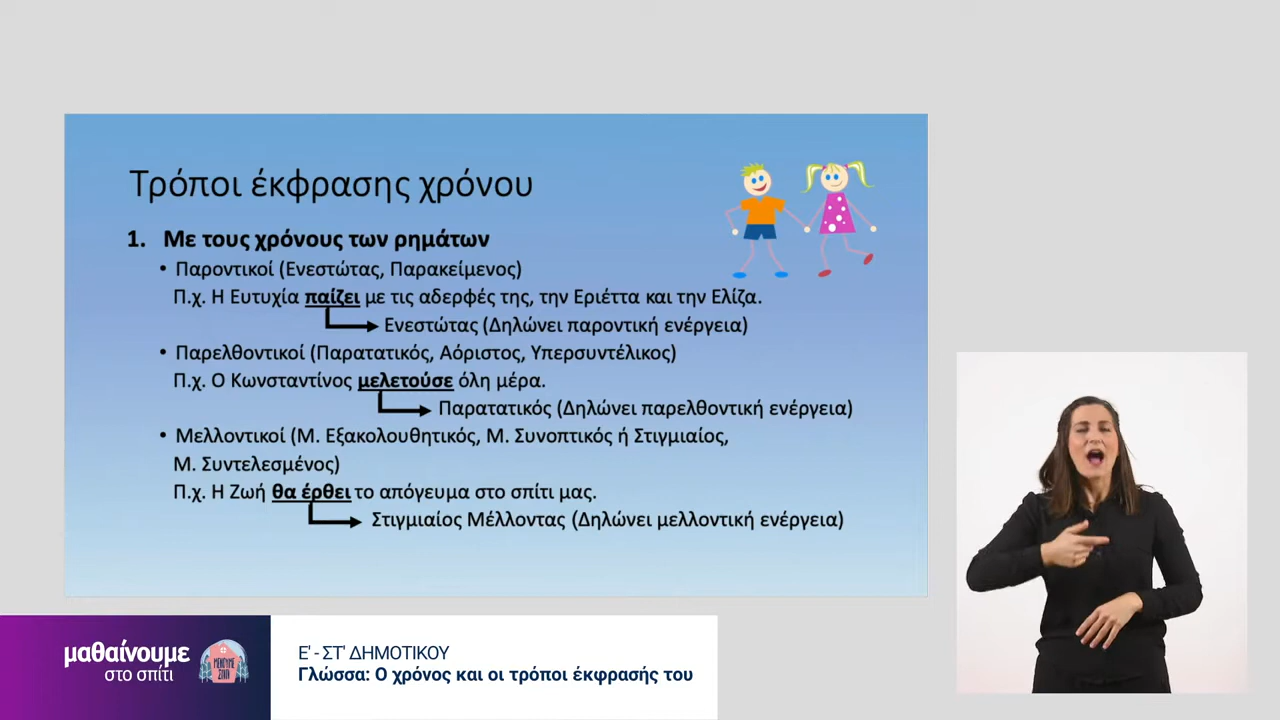 Τρόποι έκφρασης χρόνου
1. Με τους χρόνους των ρημάτων
• Παροντικοί (Ενεστώτας, Παρακείμενος)
Π.χ. Η Ευτυχία παίζει με τις αδερφές της, την Εριέττα και την Ελίζα.
Ενεστώτας (Δηλώνει παροντική ενέργεια)
• Παρελθοντικοί (Παρατατικός, Αόριστος, Υπερσυντέλικος)
Π.χ. Ο Κωνσταντίνος μελετούσε όλη μέρα.
Παρατατικός (Δηλώνει παρελθοντική ενέργεια)
• Μελλοντικοί (Μ. Εξακολουθητικός, Μ. Συνοπτικός ή Στιγμιαίος,
Μ. Συντελεσμένος)
Π.χ. Η Ζωή θα έρθει το απόγευμα στο σπίτι μας.
Στιγμιαίος Μέλλοντας (Δηλώνει μελλοντική ενέργεια)
μαθαίνουμε
στο σπίτι
ΜΕΝΟΥΜΕ
ΣΠΙΤΙ
Ε' - ΣΤ' ΔΗΜΟΤΙΚΟΥ
Γλώσσα: Ο χρόνος και οι τρόποι έκφρασής του